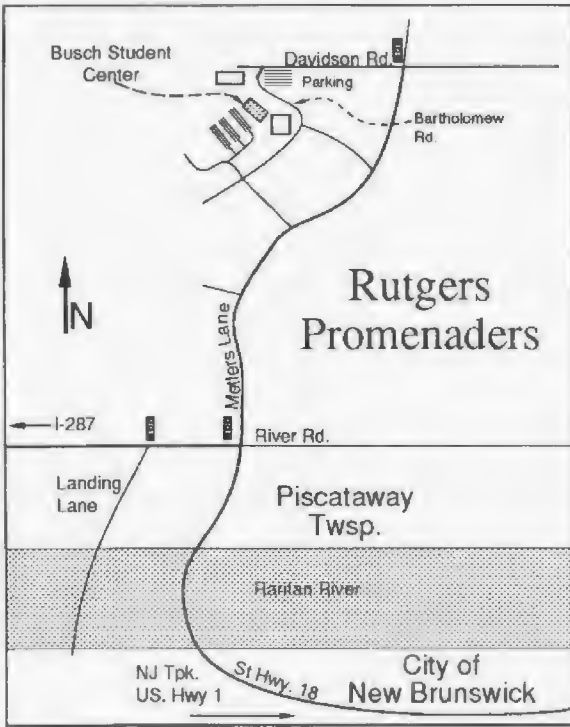 Busch Student
Center
Davidson Rd.
Parking
Bartholomew
Rd.
N
Rutgers
Promenaders
Metlers Lane
I-287
River Rd.
Landing
Lane
Piscataway
Twsp.
Raritan River
NJ Tpk.
US. Hwy 1
St Hwy. 18
City of
New Brunswick